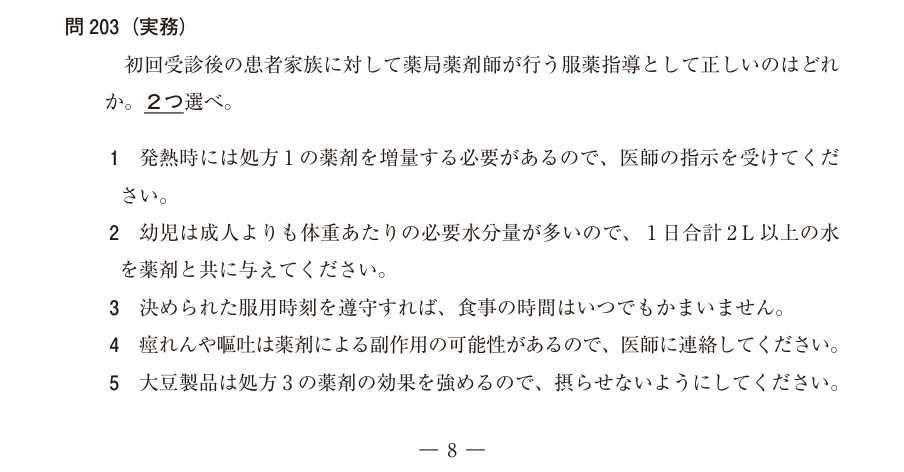 問 203（実務）
初回受診後の患者家族に対して薬局薬剤師が行う服薬指導として正しいのはどれ
か。２つ選べ。
1　発熱時には処方１の薬剤を増量する必要があるので、医師の指示を受けてくだ
さい。
2　幼児は成人よりも体重あたりの必要水分量が多いので、１日合計 2 L 以上の水
を薬剤と共に与えてください。
3　決められた服用時刻を遵守すれば、食事の時間はいつでもかまいません。
4　痙れんや嘔吐は薬剤による副作用の可能性があるので、医師に連絡してください。
5　大豆製品は処方３の薬剤の効果を強めるので、摂らせないようにしてください。
― 8 ―